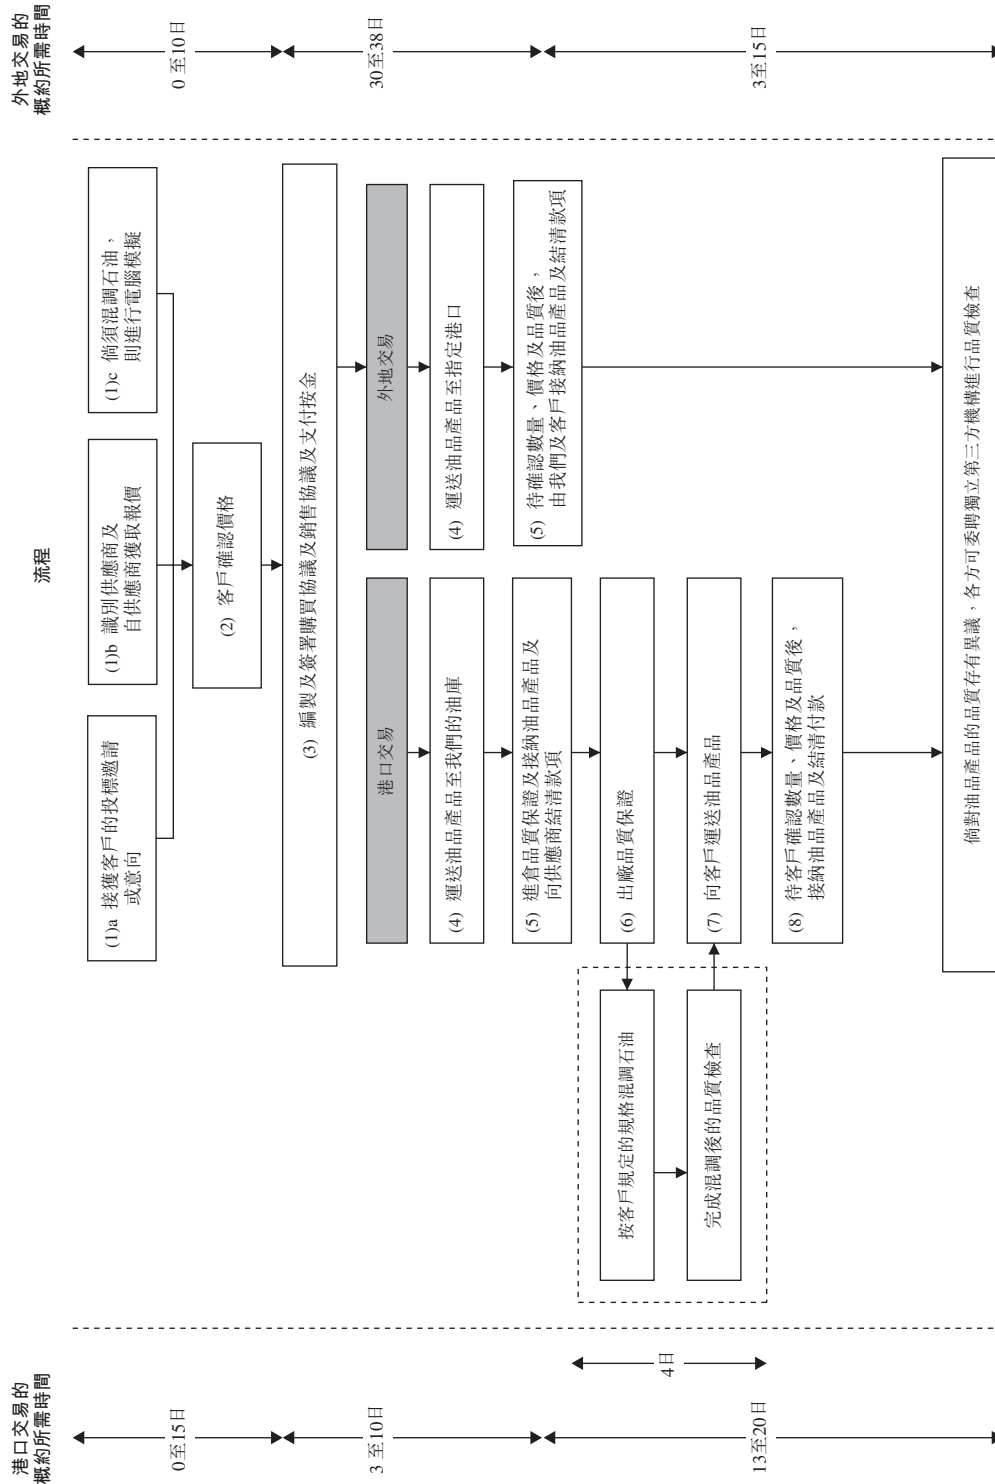 港口交易的
概約所需時間
流程
外地交易的
概約所需時間
0至15日
3 至10日
13至20日
4日
(1)a 接獲客戶的投標邀請
或意向
(1)b 識別供應商及
自供應商獲取報價
(1)c 倘須混調石油，
則進行電腦模擬
(2) 客戶確認價格
(3) 編製及簽署購買協議及銷售協議及支付按金
港口交易
(4) 運送油品產品至我們的油庫
(5) 進倉品質保證及接納油品產品及
向供應商結清款項
(6) 出廠品質保證
按客戶規定的規格混調石油
完成混調後的品質檢查
(7) 向客戶運送油品產品
(8) 待客戶確認數量、價格及品質後，
接納油品產品及結清付款
外地交易
(4) 運送油品產品至指定港口
(5) 待確認數量、價格及品質後，
由我們及客戶接納油品產品及結清款項
倘對油品產品的品質存有異議，各方可委聘獨立第三方機構進行品質檢查
0 至10日
30至38日
3至15日